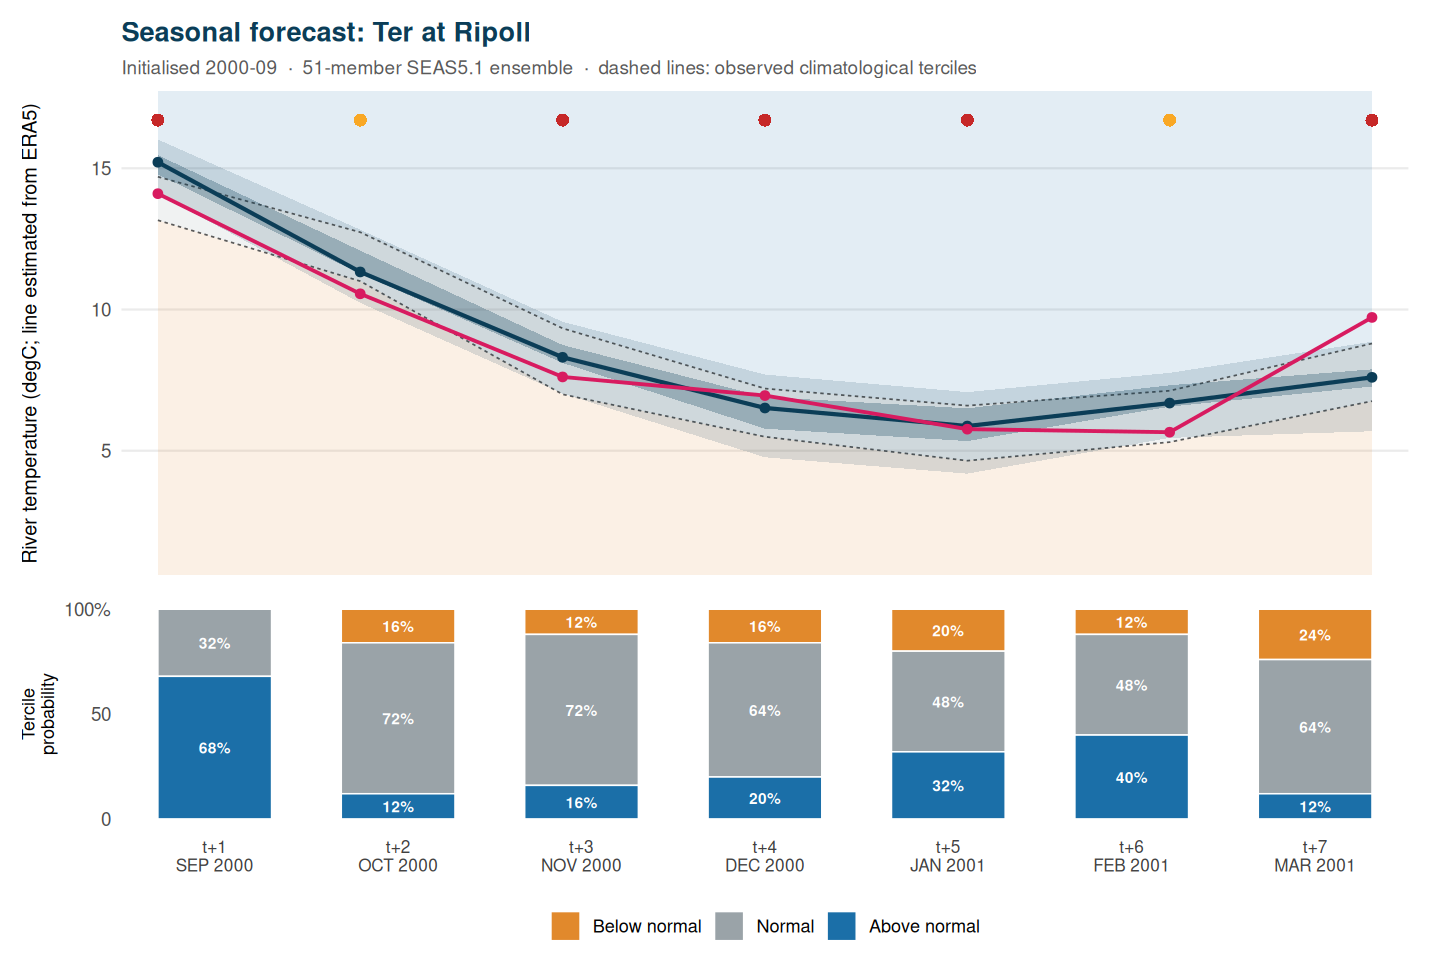 Seasonal forecast: Ter at Ripoll
Initialised 2000-09 · 51-member SEAS5.1 ensemble · dashed lines: observed climatological terciles
River temperature (degC; line estimated from ERA5)
15
10
5
Tercile
probability
100%
50
0
32%
68%
16%
72%
12%
12%
72%
16%
16%
64%
20%
20%
48%
32%
12%
48%
40%
24%
64%
12%
t+1
SEP 2000
t+2
OCT 2000
t+3
NOV 2000
t+4
DEC 2000
t+5
JAN 2001
t+6
FEB 2001
t+7
MAR 2001
Below normal
Normal
Above normal